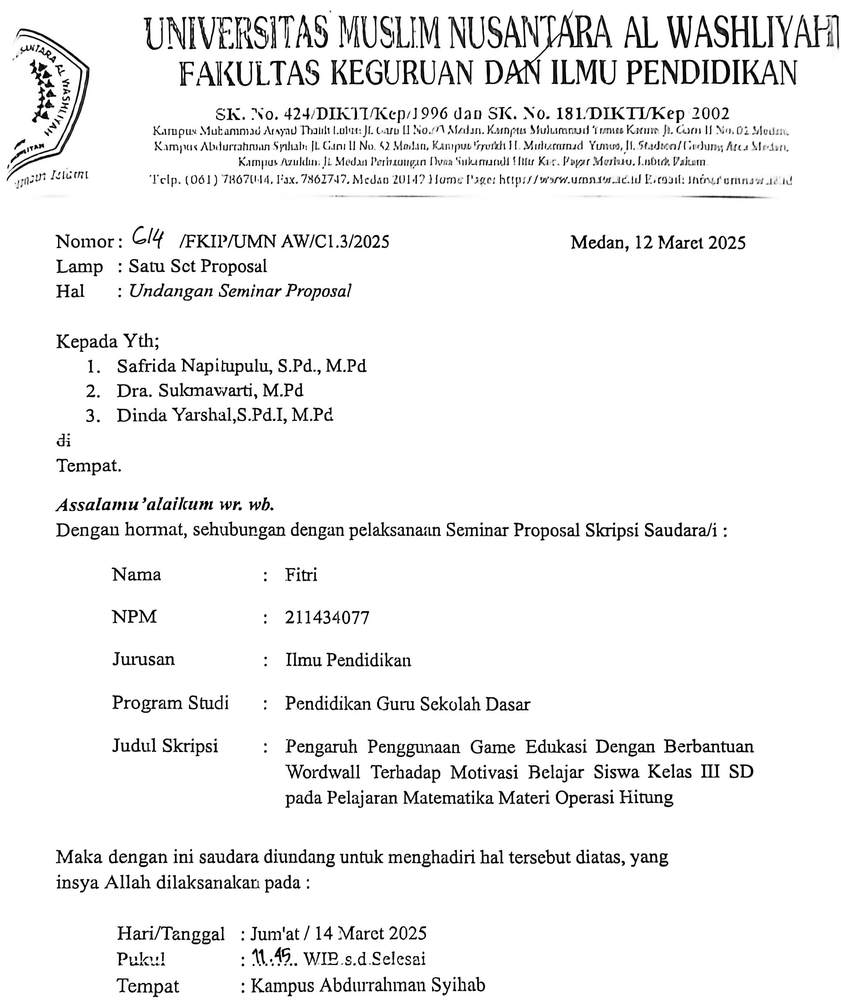 UNIVERSITAS MUSLIM NUSANTARA AL WASHLIYAH
FAKULTAS KEGURUAN DAN ILMU PENDIDIKAN
SANTARA AL WASHLIYAH
SK. No. 424/DIKTI/Kep/1996 dan SK. No. 181/DIKTI/Kep 2002
Kampus Muhammad Arsyad Thalib Lubis: JL Garu II No. Medan. Kampus Muhammad Yunus Karim Jl. Garu II No. 02 Medan,
Kampus Abdurrahman Syihab: JL Garu II No. 52 Medan, Kampus Syeikh H. Muhammad Yunus, Jl. Stadion/Gedung Arca Medan,
Kampus Azuddin: JL Medan Perbaungan Desa Sukamandi Hilir Kec. Pagar Merbau, Lubuk Pakam
Islami
Telp. (061) 7867044, Fax. 7862747, Medan 20147 Home Page: http://www.umnaw.ac.id E.mail: info@umnaw.ac.id
Nomor : 614 /FKIP/UMN AW/C1.3/2025 Medan, 12 Maret 2025
Lamp : Satu Set Proposal
Hal : Undangan Seminar Proposal
Kepada Yth;
1. Safrida Napitupulu, S.Pd., M.Pd
2. Dra. Sukmawarti, M.Pd
3. Dinda Yarshal,S.Pd.I, M.Pd
di
Tempat.
Assalamu’alaikum wr. wb.
Dengan hormat, sehubungan dengan pelaksanaan Seminar Proposal Skripsi Saudara/i :
Nama : Fitri
NPM : 211434077
Jurusan : Ilmu Pendidikan
Program Studi : Pendidikan Guru Sekolah Dasar
Judul Skripsi : Pengaruh Penggunaan Game Edukasi Dengan Berbantuan
Wordwall Terhadap Motivasi Belajar Siswa Kelas III SD
pada Pelajaran Matematika Materi Operasi Hitung
Maka dengan ini saudara diundang untuk menghadiri hal tersebut diatas, yang
insya Allah dilaksanakan pada :
Hari/Tanggal : Jum'at / 14 Maret 2025
Pukul : 11.45 WIB s.d.Selesai
Tempat : Kampus Abdurrahman Syihab